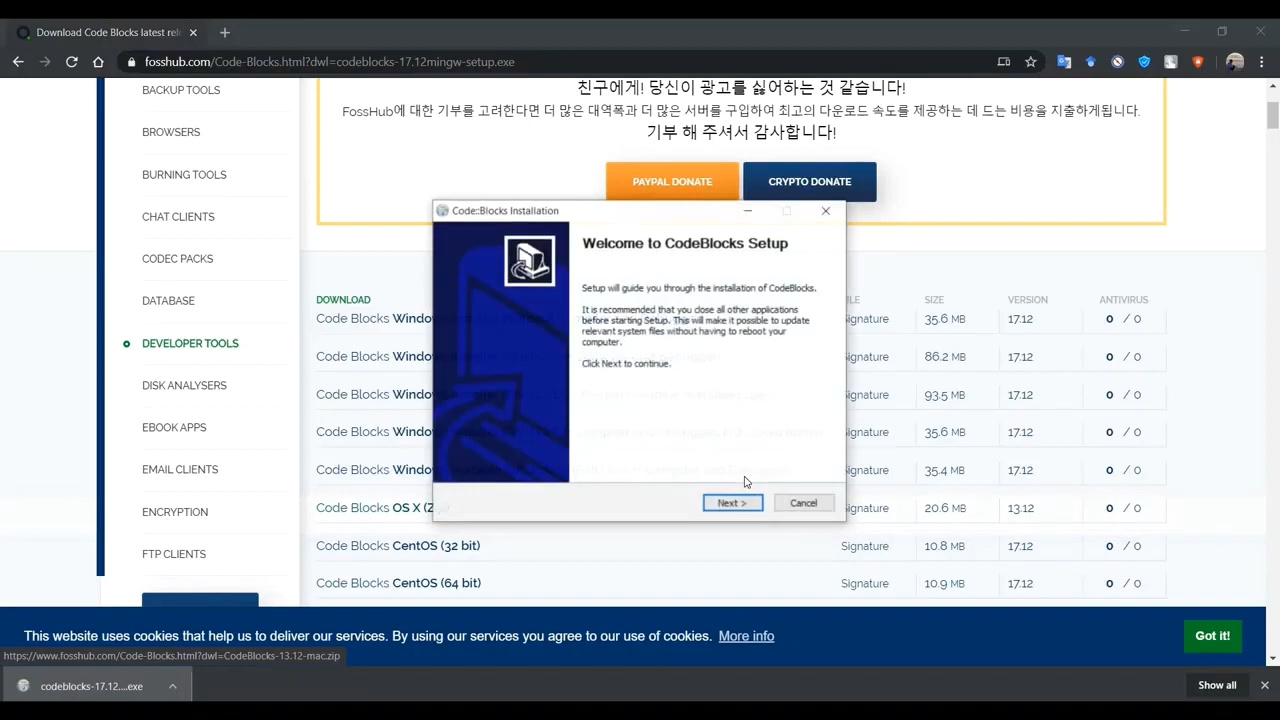 Download Code Blocks latest rel
fosshub.com/Code-Blocks.html?dwl=codeblocks-17.12mingw-setup.exe
BACKUP TOOLS
BROWSERS
BURNING TOOLS
CHAT CLIENTS
CODEC PACKS
DATABASE
DEVELOPER TOOLS
DISK ANALYSERS
EBOOK APPS
EMAIL CLIENTS
ENCRYPTION
FTP CLIENTS
친구에게! 당신이 광고를 싫어하는 것 같습니다!
FossHub에 대한 기부를 고려한다면 더 많은 대역폭과 더 많은 서버를 구입하여 최고의 다운로드 속도를 제공하는 데 드는 비용을 지출하게됩니다.
기부 해 주셔서 감사합니다!
PAYPAL DONATE
CRYPTO DONATE
Code::Blocks Installation
Welcome to CodeBlocks Setup
Setup will guide you through the installation of CodeBlocks.
It is recommended that you close all other applications
before starting Setup. This will make it possible to update
relevant system files without having to reboot your
computer.
Click Next to continue.
Next >
Cancel
DOWNLOAD FILE SIZE VERSION ANTIVIRUS
Code Blocks Window Signature 35.6 MB 17.12 0 / 0
Code Blocks Window Signature 86.2 MB 17.12 0 / 0
Code Blocks Window Signature 93.5 MB 17.12 0 / 0
Code Blocks Window Signature 35.6 MB 17.12 0 / 0
Code Blocks Window Signature 35.4 MB 17.12 0 / 0
Code Blocks OS X (Z Signature 20.6 MB 13.12 0 / 0
Code Blocks CentOS (32 bit) Signature 10.8 MB 17.12 0 / 0
Code Blocks CentOS (64 bit) Signature 10.9 MB 17.12 0 / 0
This website uses cookies that help us to deliver our services. By using our services you agree to our use of cookies. More info
Got it!
https://www.fosshub.com/Code-Blocks.html?dwl=CodeBlocks-13.12-mac.zip
codeblocks-17.12....exe
Show all